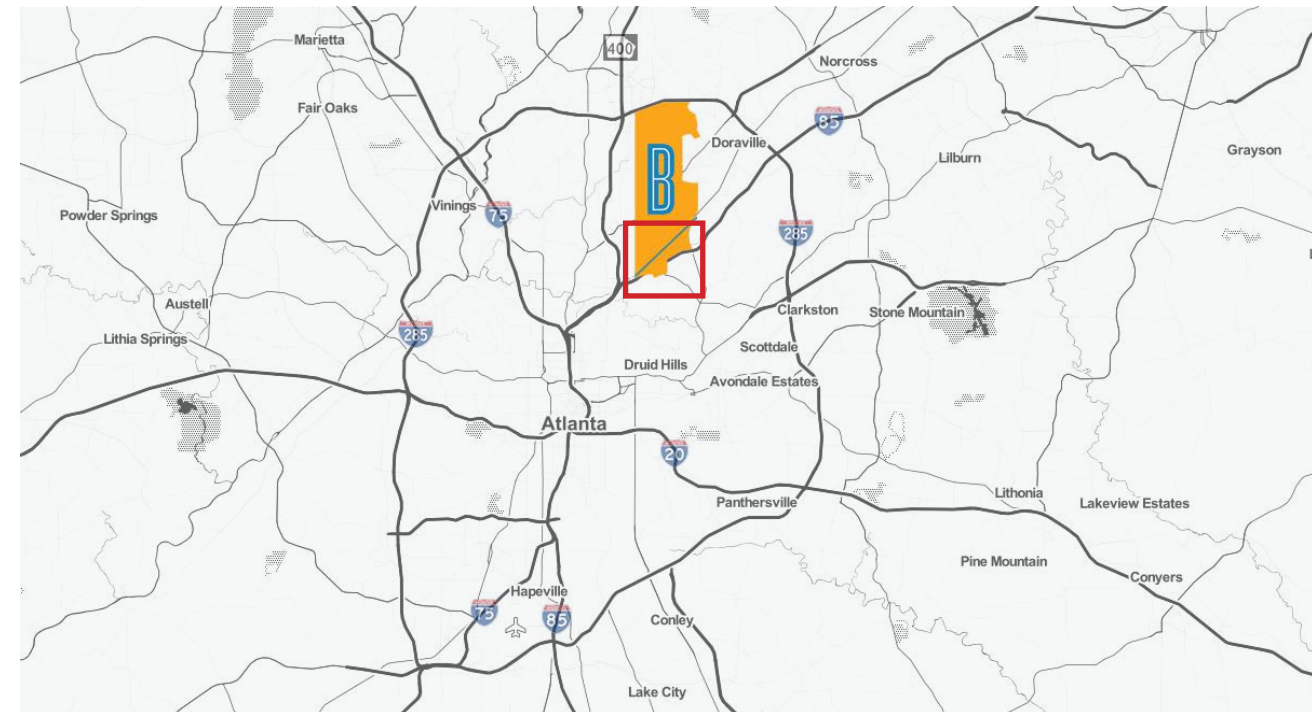 Marietta
400
Norcross
Fair Oaks
85
Doraville
Grayson
Lilburn
B
Vinings
75
Powder Springs
285
Austell
Clarkston
Stone Mountain
285
Lithia Springs
Scottdale
Druid Hills
Avondale Estates
Atlanta
20
Lithonia
Panthersville
Lakeview Estates
Pine Mountain
Conyers
Hapeville
75
85
Conley
Lake City